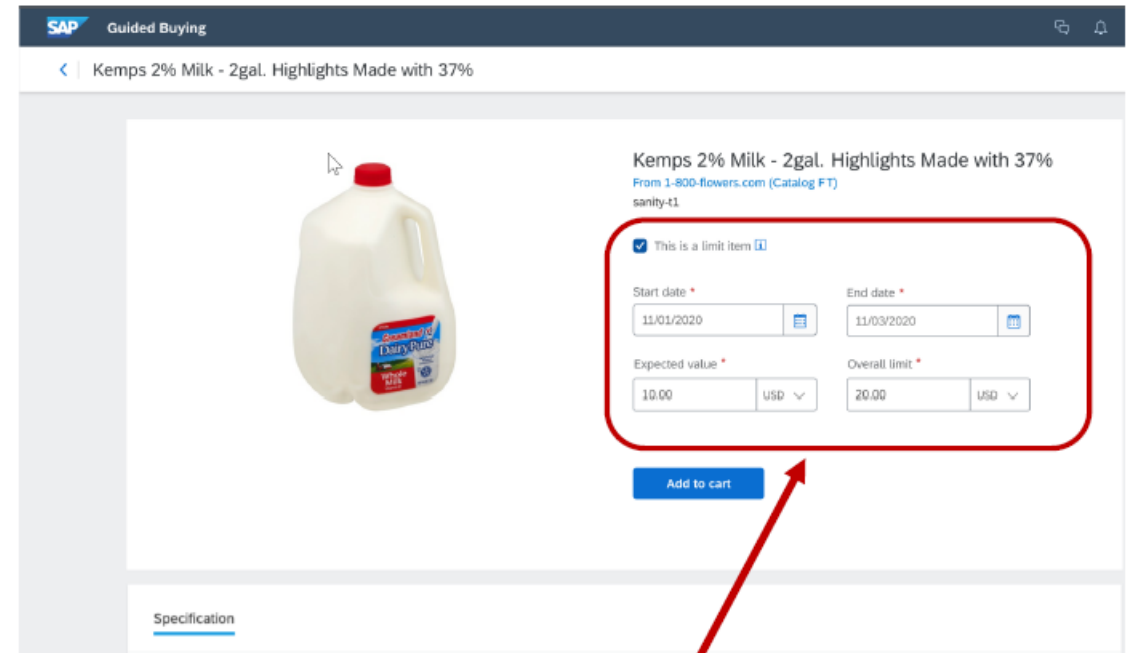 SAP Guided Buying
Kemps 2% Milk - 2gal. Highlights Made with 37%
Kemps 2% Milk - 2gal. Highlights Made with 37%
From 1-800-flowers.com (Catalog FT)
sanity-t1
This is a limit item
Start date *
End date *
11/01/2020
11/03/2020
Expected value *
Overall limit *
10.00 USD
20.00 USD
Add to cart
DairyPure
Whole
Milk
Specification